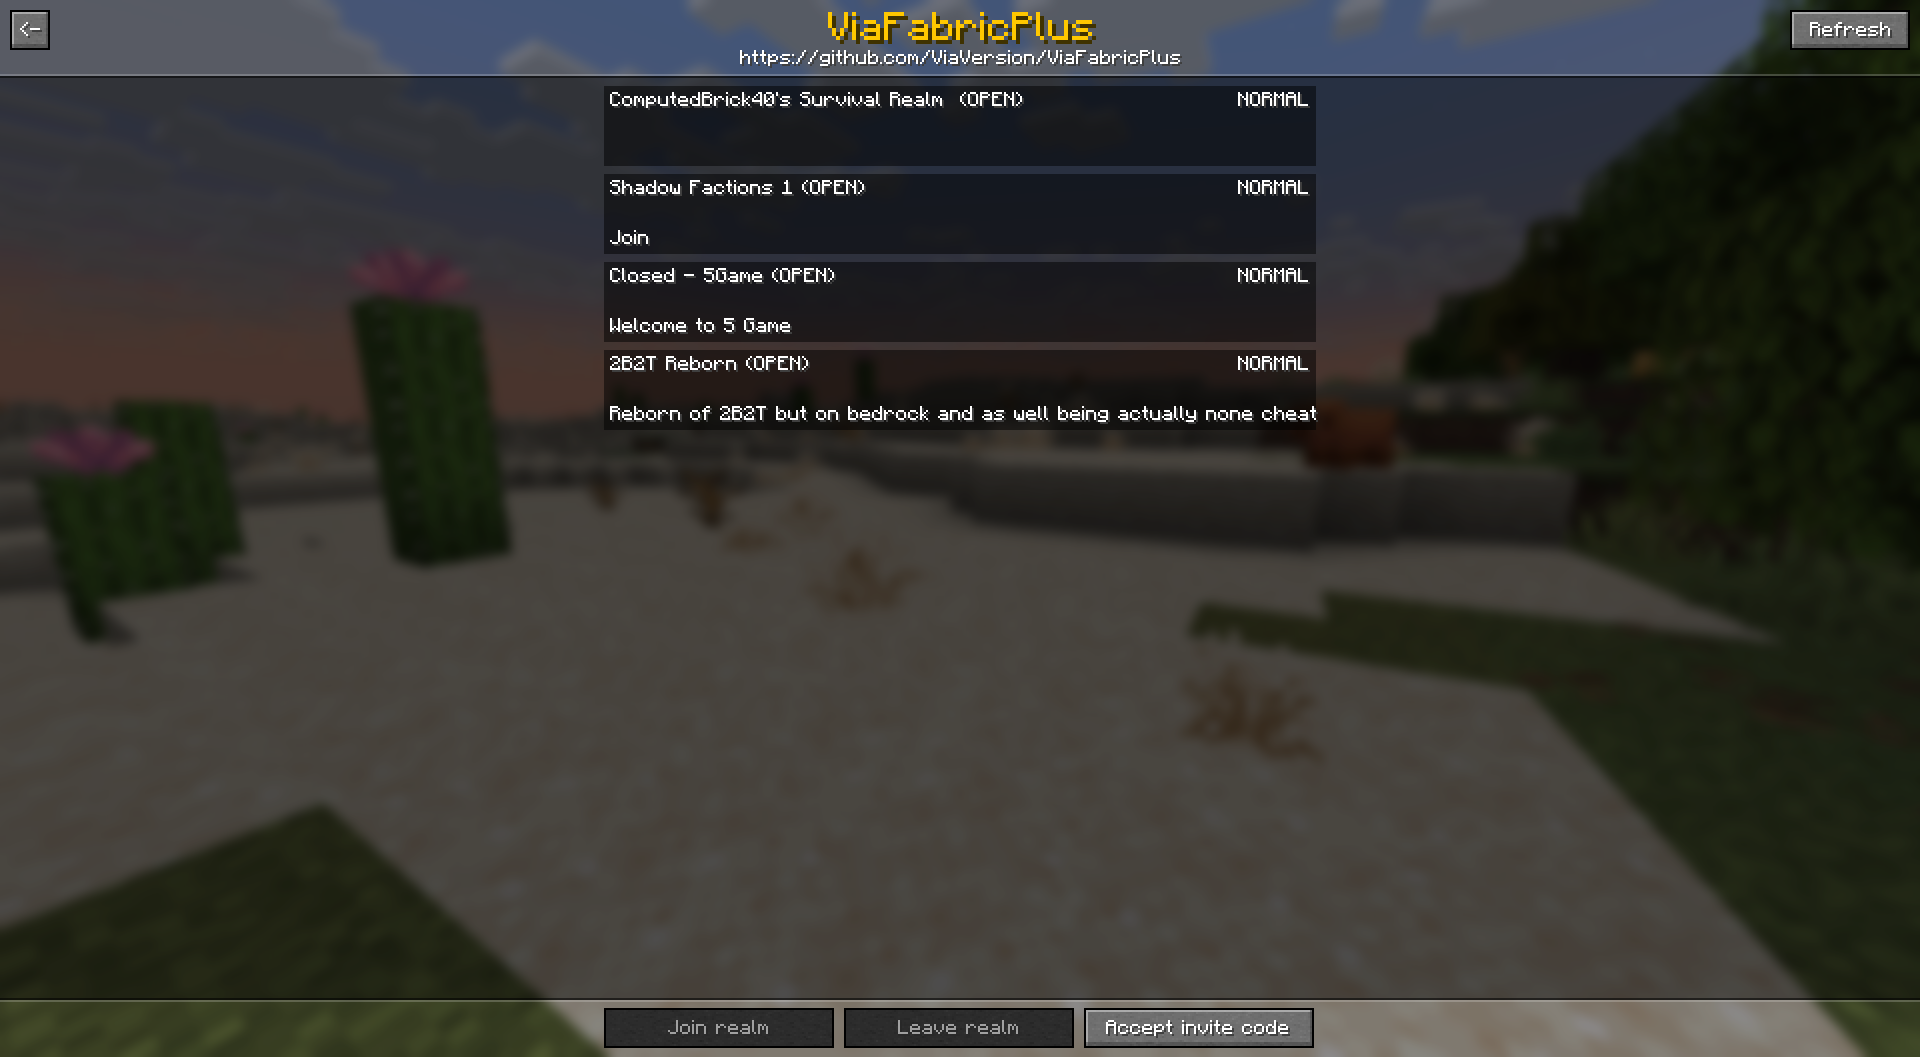 <-
ViaFabricPlus
https://github.com/ViaVersion/ViaFabricPlus
Refresh
ComputedBrick40's Survival Realm  (OPEN) NORMAL
Shadow Factions 1 (OPEN) NORMAL
Join
Closed - 5Game (OPEN) NORMAL
Welcome to 5 Game
2B2T Reborn (OPEN) NORMAL
Reborn of 2B2T but on bedrock and as well being actually none cheat
Join realm
Leave realm
Accept invite code